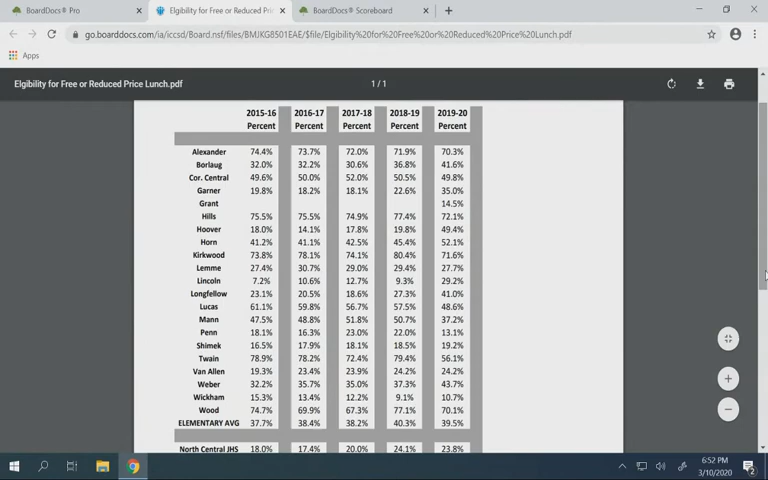 BoardDocs® Pro
Elgibility for Free or Reduced Pri
BoardDocs® Scoreboard
go.boarddocs.com/ia/iccsd/Board.nsf/files/BMJKG8501EAE/$file/Elgibility%20for%20Free%20or%20Reduced%20Price%20Lunch.pdf
Apps
Elgibility for Free or Reduced Price Lunch.pdf 1 / 1
2015-16 2016-17 2017-18 2018-19 2019-20
Percent Percent Percent Percent Percent
Alexander 74.4% 73.7% 72.0% 71.9% 70.3%
Borlaug 32.0% 32.2% 30.6% 36.8% 41.6%
Cor. Central 49.6% 50.0% 52.0% 50.5% 49.8%
Garner 19.8% 18.2% 18.1% 22.6% 35.0%
Grant 14.5%
Hills 75.5% 75.5% 74.9% 77.4% 72.1%
Hoover 18.0% 14.1% 17.8% 19.8% 49.4%
Horn 41.2% 41.1% 42.5% 45.4% 52.1%
Kirkwood 73.8% 78.1% 74.1% 80.4% 71.6%
Lemme 27.4% 30.7% 29.0% 29.4% 27.7%
Lincoln 7.2% 10.6% 12.7% 9.3% 29.2%
Longfellow 23.1% 20.5% 18.6% 27.3% 41.0%
Lucas 61.1% 59.8% 56.7% 57.5% 48.6%
Mann 47.5% 48.8% 51.8% 50.7% 37.2%
Penn 18.1% 16.3% 23.0% 22.0% 13.1%
Shimek 16.5% 17.9% 18.1% 18.5% 19.2%
Twain 78.9% 78.2% 72.4% 79.4% 56.1%
Van Allen 19.3% 23.4% 23.9% 24.2% 24.2%
Weber 32.2% 35.7% 35.0% 37.3% 43.7%
Wickham 15.3% 13.4% 12.2% 9.1% 10.7%
Wood 74.7% 69.9% 67.3% 77.1% 70.1%
ELEMENTARY AVG 37.7% 38.4% 38.2% 40.3% 39.5%
North Central JHS 18.0% 17.4% 20.0% 24.1% 23.8%
6:52 PM
3/10/2020
2